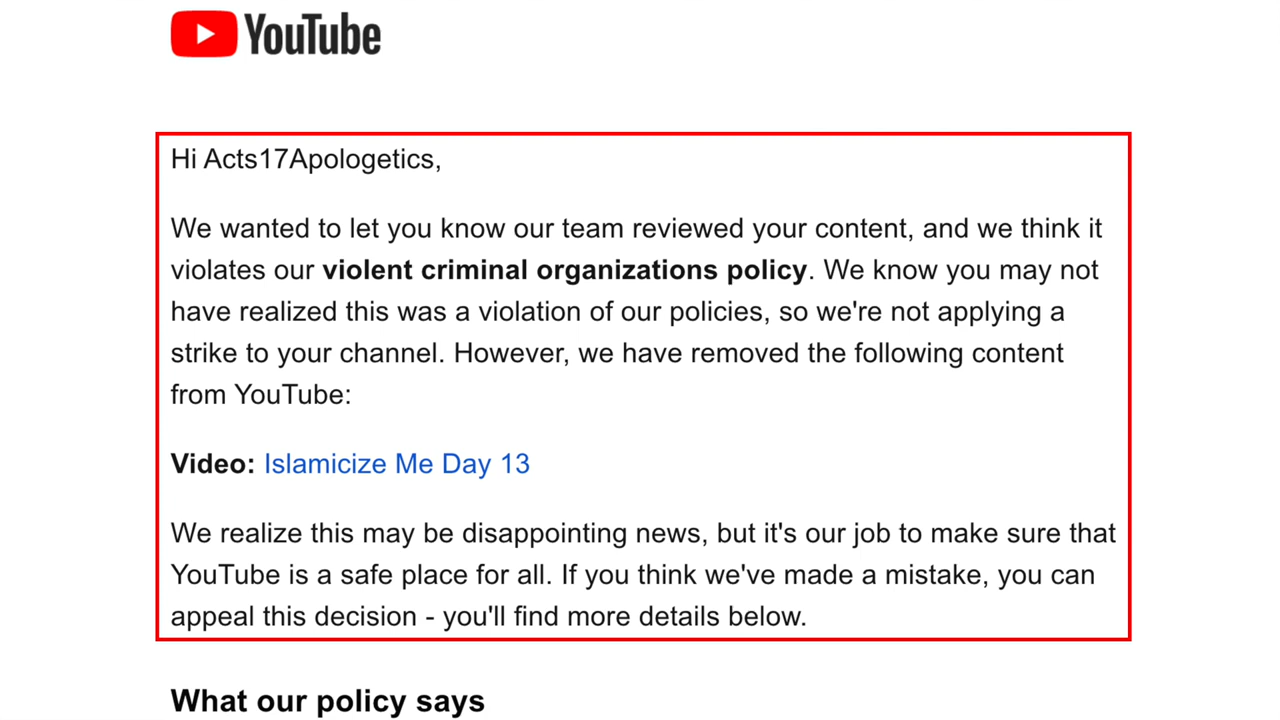 YouTube
Hi Acts17Apologetics,
We wanted to let you know our team reviewed your content, and we think it
violates our violent criminal organizations policy. We know you may not
have realized this was a violation of our policies, so we're not applying a
strike to your channel. However, we have removed the following content
from YouTube:
Video: Islamicize Me Day 13
We realize this may be disappointing news, but it's our job to make sure that
YouTube is a safe place for all. If you think we've made a mistake, you can
appeal this decision - you'll find more details below.
What our policy says